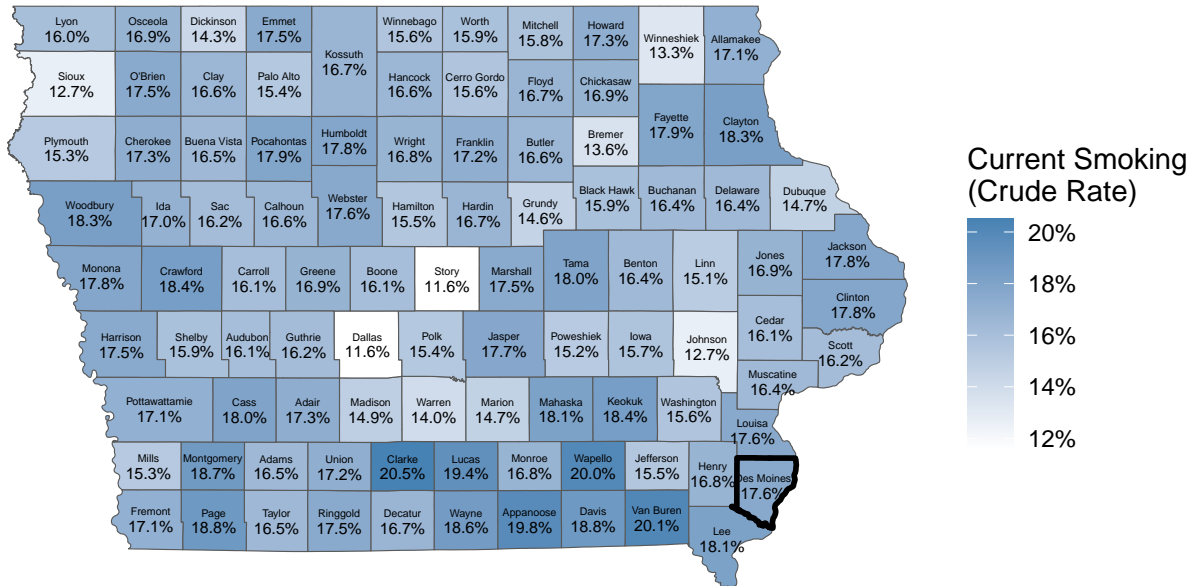 Lyon
16.0%
Osceola
16.9%
Dickinson
14.3%
Emmet
17.5%
Kossuth
16.7%
Winnebago
15.6%
Worth
15.9%
Mitchell
15.8%
Howard
17.3%
Winneshiek
13.3%
Allamakee
17.1%
Sioux
12.7%
O'Brien
17.5%
Clay
16.6%
Palo Alto
15.4%
Hancock
16.6%
Cerro Gordo
15.6%
Floyd
16.7%
Chickasaw
16.9%
Fayette
17.9%
Clayton
18.3%
Plymouth
15.3%
Cherokee
17.3%
Buena Vista
16.5%
Pocahontas
17.9%
Humboldt
17.8%
Wright
16.8%
Franklin
17.2%
Butler
16.6%
Bremer
13.6%
Woodbury
18.3%
Ida
17.0%
Sac
16.2%
Calhoun
16.6%
Webster
17.6%
Hamilton
15.5%
Hardin
16.7%
Grundy
14.6%
Black Hawk
15.9%
Buchanan
16.4%
Delaware
16.4%
Dubuque
14.7%
Monona
17.8%
Crawford
18.4%
Carroll
16.1%
Greene
16.9%
Boone
16.1%
Story
11.6%
Marshall
17.5%
Tama
18.0%
Benton
16.4%
Linn
15.1%
Jones
16.9%
Jackson
17.8%
Clinton
17.8%
Harrison
17.5%
Shelby
15.9%
Audubon
16.1%
Guthrie
16.2%
Dallas
11.6%
Polk
15.4%
Jasper
17.7%
Poweshiek
15.2%
Iowa
15.7%
Johnson
12.7%
Cedar
16.1%
Scott
16.2%
Muscatine
16.4%
Pottawattamie
17.1%
Cass
18.0%
Adair
17.3%
Madison
14.9%
Warren
14.0%
Marion
14.7%
Mahaska
18.1%
Keokuk
18.4%
Washington
15.6%
Louisa
17.6%
Mills
15.3%
Montgomery
18.7%
Adams
16.5%
Union
17.2%
Clarke
20.5%
Lucas
19.4%
Monroe
16.8%
Wapello
20.0%
Jefferson
15.5%
Henry
16.8%
Des Moines
17.6%
Fremont
17.1%
Page
18.8%
Taylor
16.5%
Ringgold
17.5%
Decatur
16.7%
Wayne
18.6%
Appanoose
19.8%
Davis
18.8%
Van Buren
20.1%
Lee
18.1%
Current Smoking
(Crude Rate)
20%
18%
16%
14%
12%